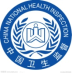 CHINA NATIONAL HEALTH INSPECTION
中国卫生监督